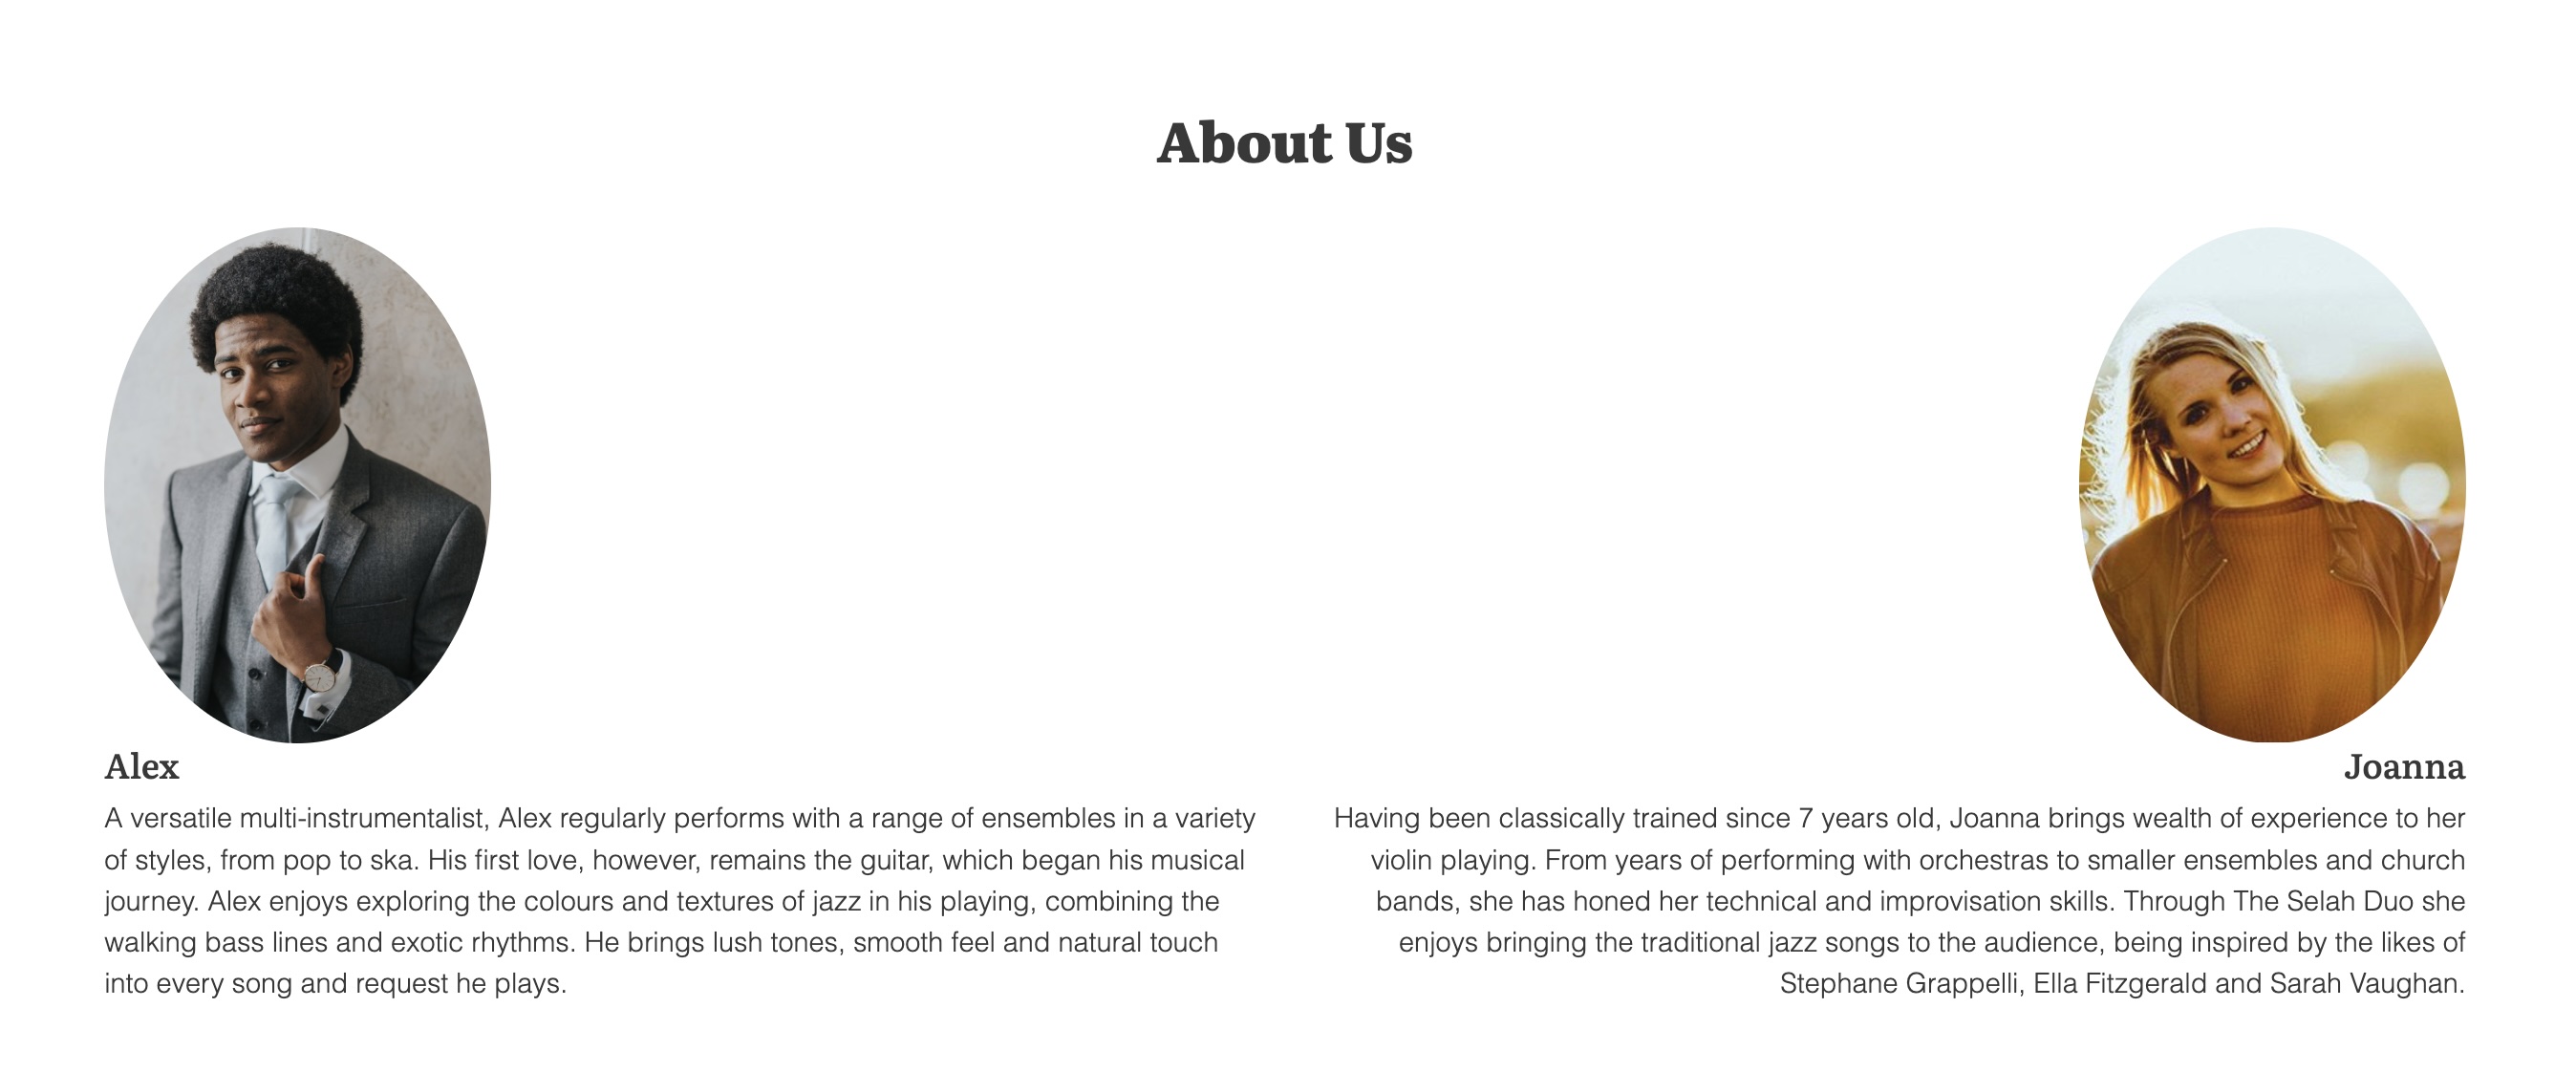 About Us
Alex
A versatile multi-instrumentalist, Alex regularly performs with a range of ensembles in a variety
of styles, from pop to ska. His first love, however, remains the guitar, which began his musical
journey. Alex enjoys exploring the colours and textures of jazz in his playing, combining the
walking bass lines and exotic rhythms. He brings lush tones, smooth feel and natural touch
into every song and request he plays.
Joanna
Having been classically trained since 7 years old, Joanna brings wealth of experience to her
violin playing. From years of performing with orchestras to smaller ensembles and church
bands, she has honed her technical and improvisation skills. Through The Selah Duo she
enjoys bringing the traditional jazz songs to the audience, being inspired by the likes of
Stephane Grappelli, Ella Fitzgerald and Sarah Vaughan.